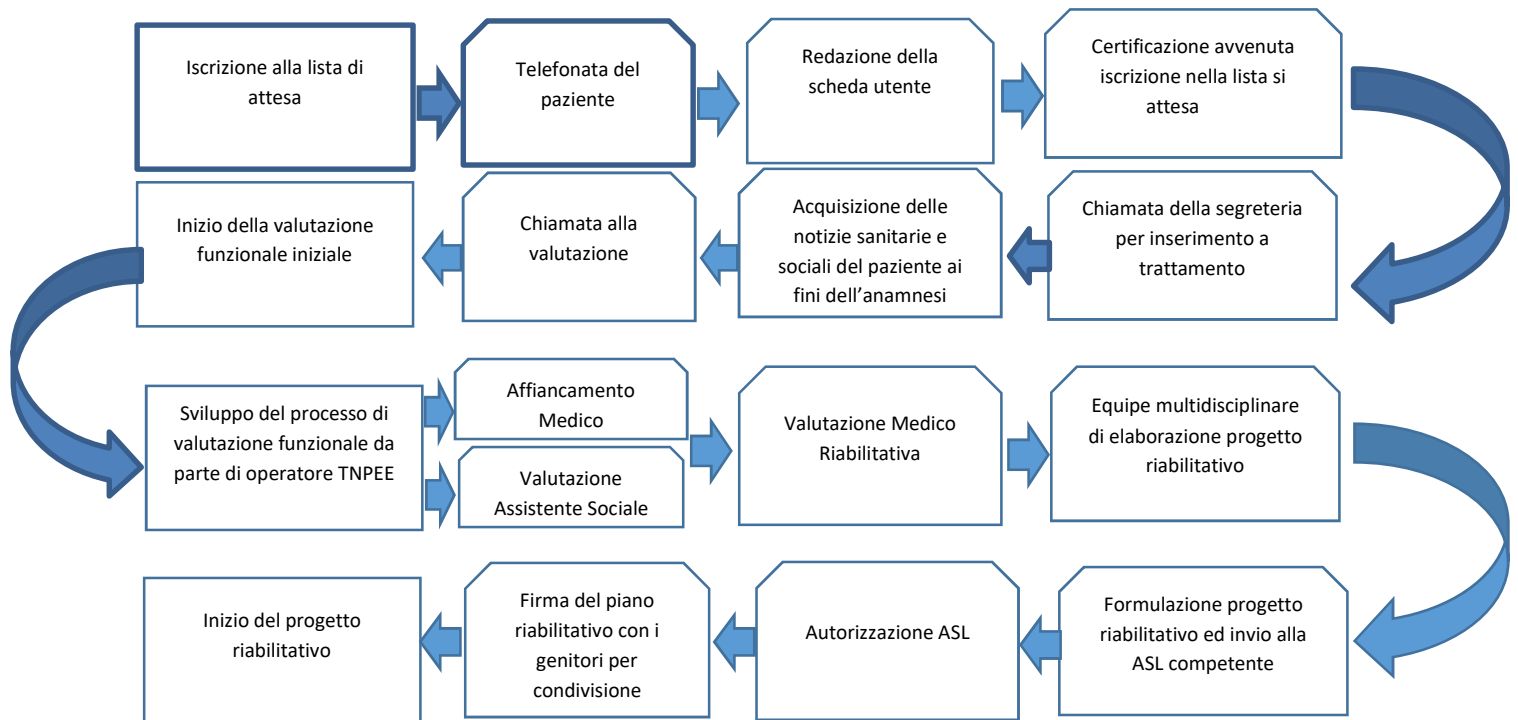 Iscrizione alla lista di
attesa
Telefonata del
paziente
Redazione della
scheda utente
Certificazione avvenuta
iscrizione nella lista si
attesa
Chiamata della segreteria
per inserimento a
trattamento
Acquisizione delle
notizie sanitarie e
sociali del paziente ai
fini dell’anamnesi
Chiamata alla
valutazione
Inizio della valutazione
funzionale iniziale
Sviluppo del processo di
valutazione funzionale da
parte di operatore TNPEE
Affiancamento
Medico
Valutazione
Assistente Sociale
Valutazione Medico
Riabilitativa
Equipe multidisciplinare
di elaborazione progetto
riabilitativo
Formulazione progetto
riabilitativo ed invio alla
ASL competente
Autorizzazione ASL
Firma del piano
riabilitativo con i
genitori per
condivisione
Inizio del progetto
riabilitativo